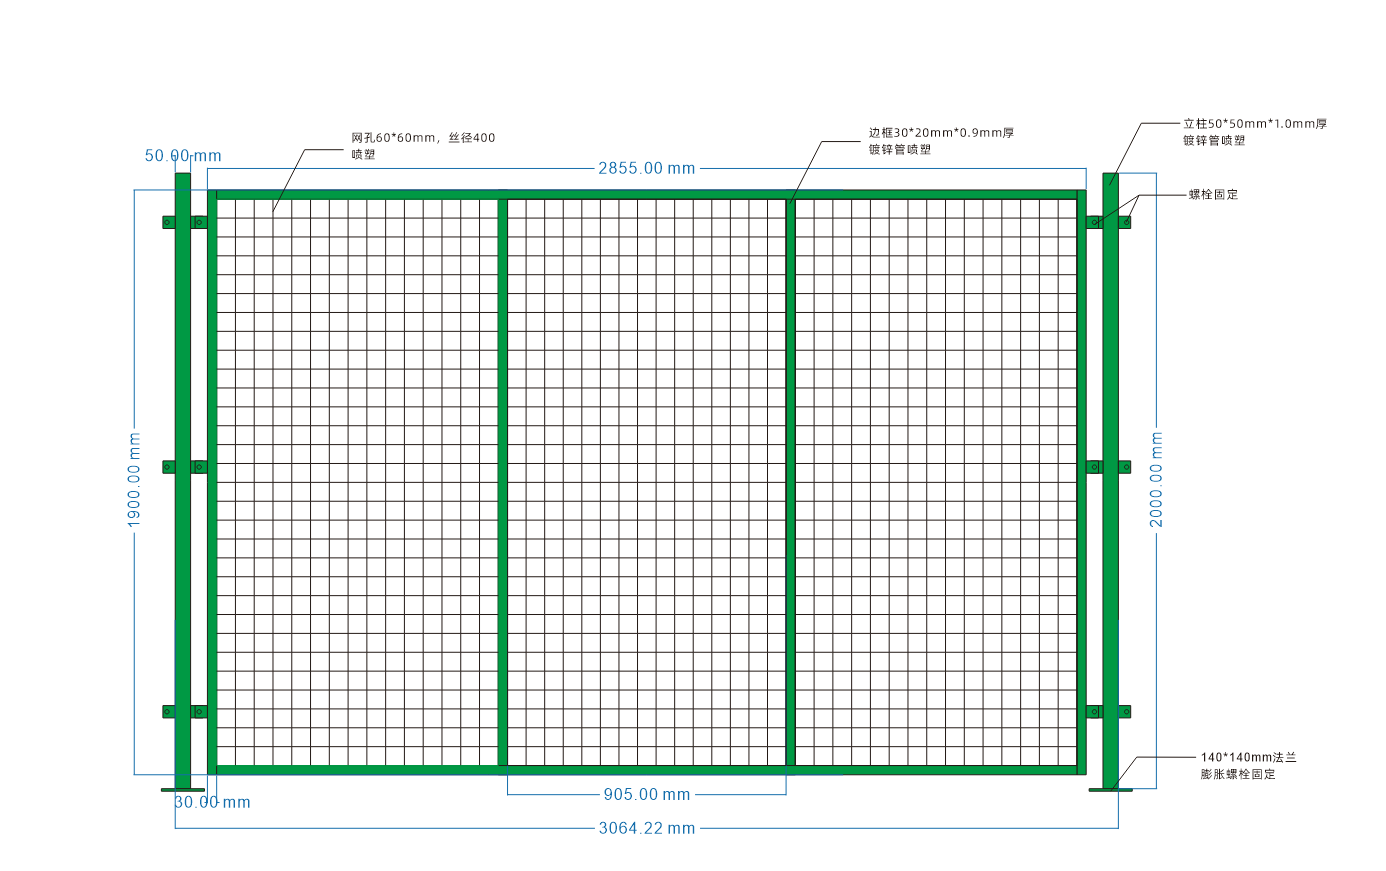 网孔60*60mm，丝径400
喷塑
边框30*20mm*0.9mm厚
镀锌管喷塑
立柱50*50mm*1.0mm厚
镀锌管喷塑
50.00 mm
2855.00 mm
螺栓固定
1900.00 mm
2000.00 mm
140*140mm法兰
膨胀螺栓固定
30.00 mm
905.00 mm
3064.22 mm